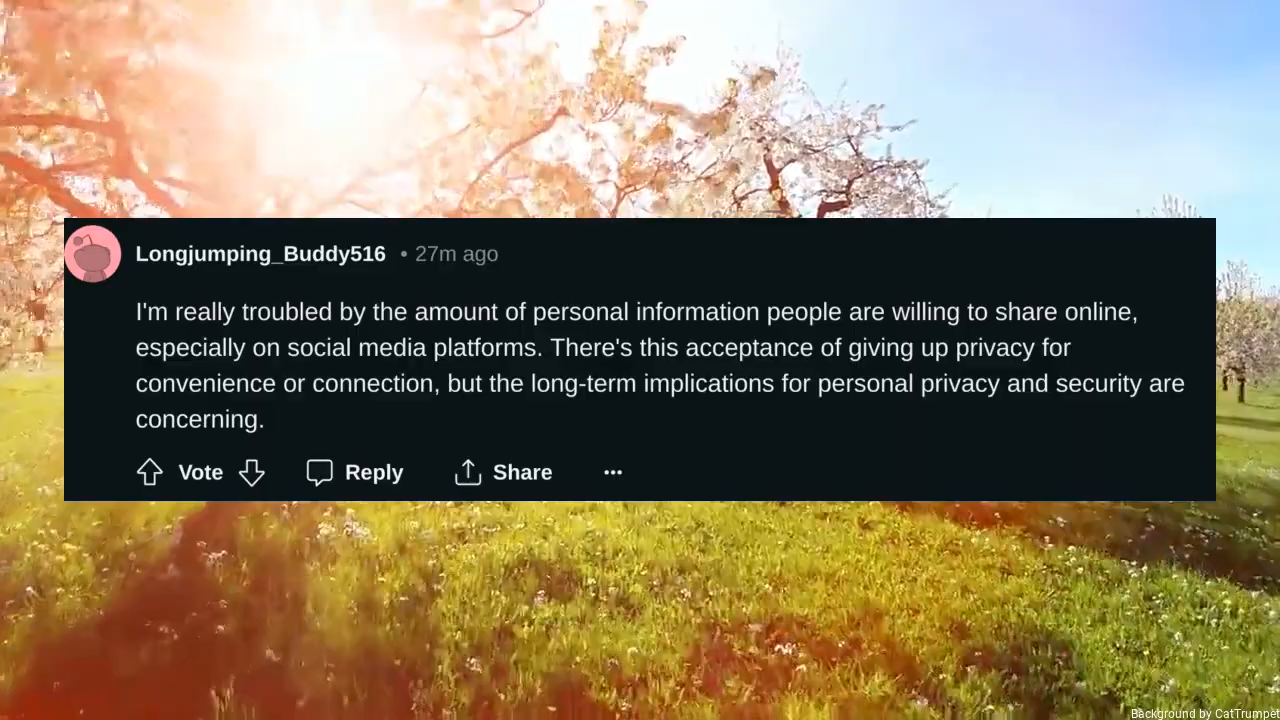 Longjumping_Buddy516 • 27m ago
I'm really troubled by the amount of personal information people are willing to share online,
especially on social media platforms. There's this acceptance of giving up privacy for
convenience or connection, but the long-term implications for personal privacy and security are
concerning.
Vote Reply Share ···
Background by CatTrumpet